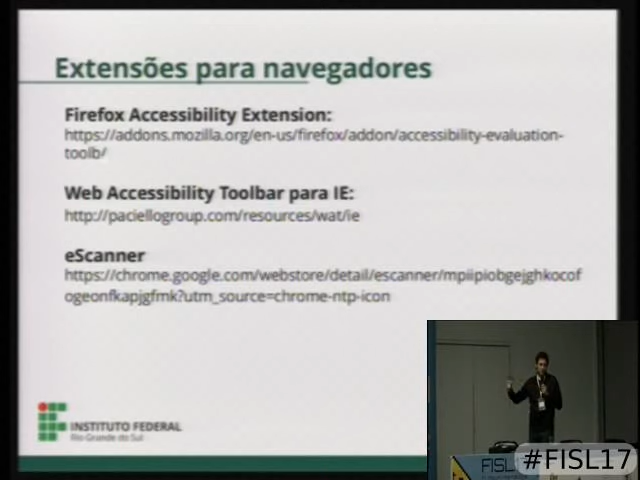 Extensões para navegadores
Firefox Accessibility Extension:
https://addons.mozilla.org/en-us/firefox/addon/accessibility-evaluation-
toolb/
Web Accessibility Toolbar para IE:
http://paciellogroup.com/resources/wat/ie
eScanner
https://chrome.google.com/webstore/detail/escanner/mpiipiobgejghkocof
ogeonfkapjgfmk?utm_source=chrome-ntp-icon
INSTITUTO FEDERAL
Rio Grande do Sul
FISL
#FISL17